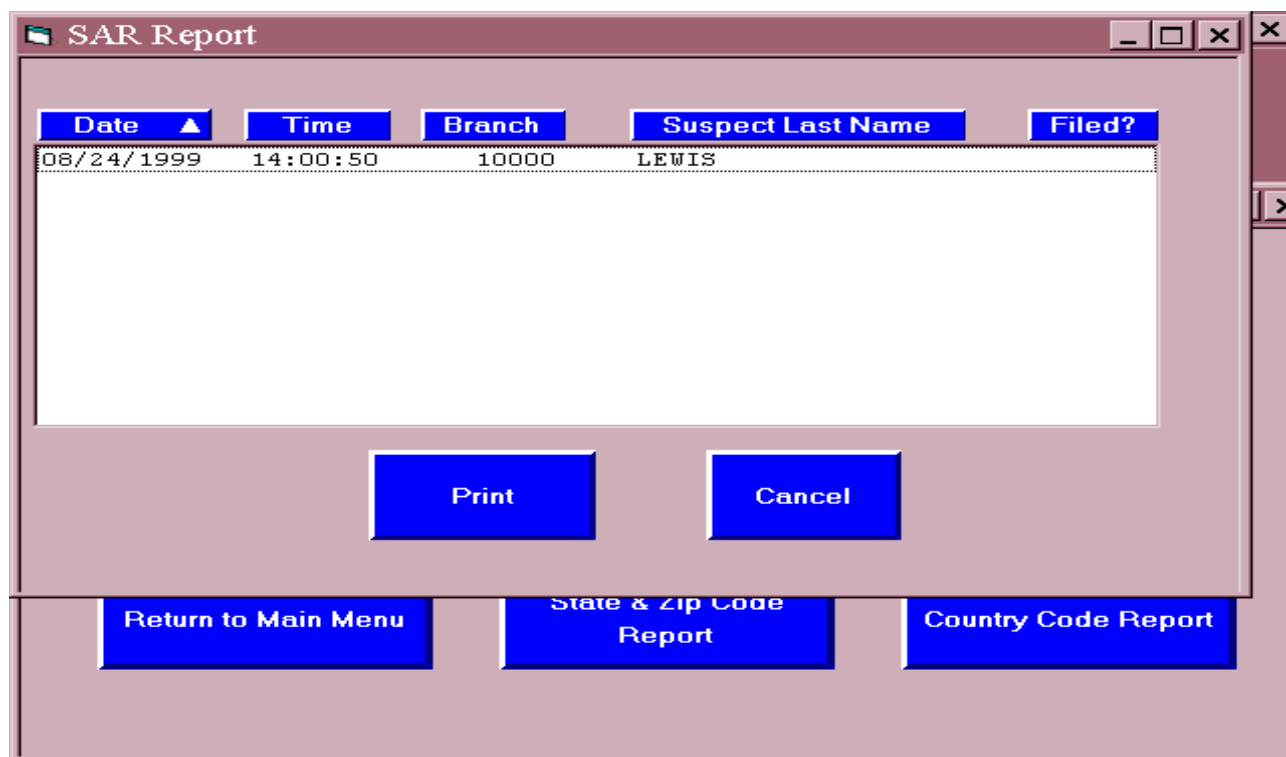 SAR Report
Date Time Branch Suspect Last Name Filed?
08/24/1999 14:00:50 10000 LEWIS
Print Cancel
Return to Main Menu State & Zip Code Report Country Code Report